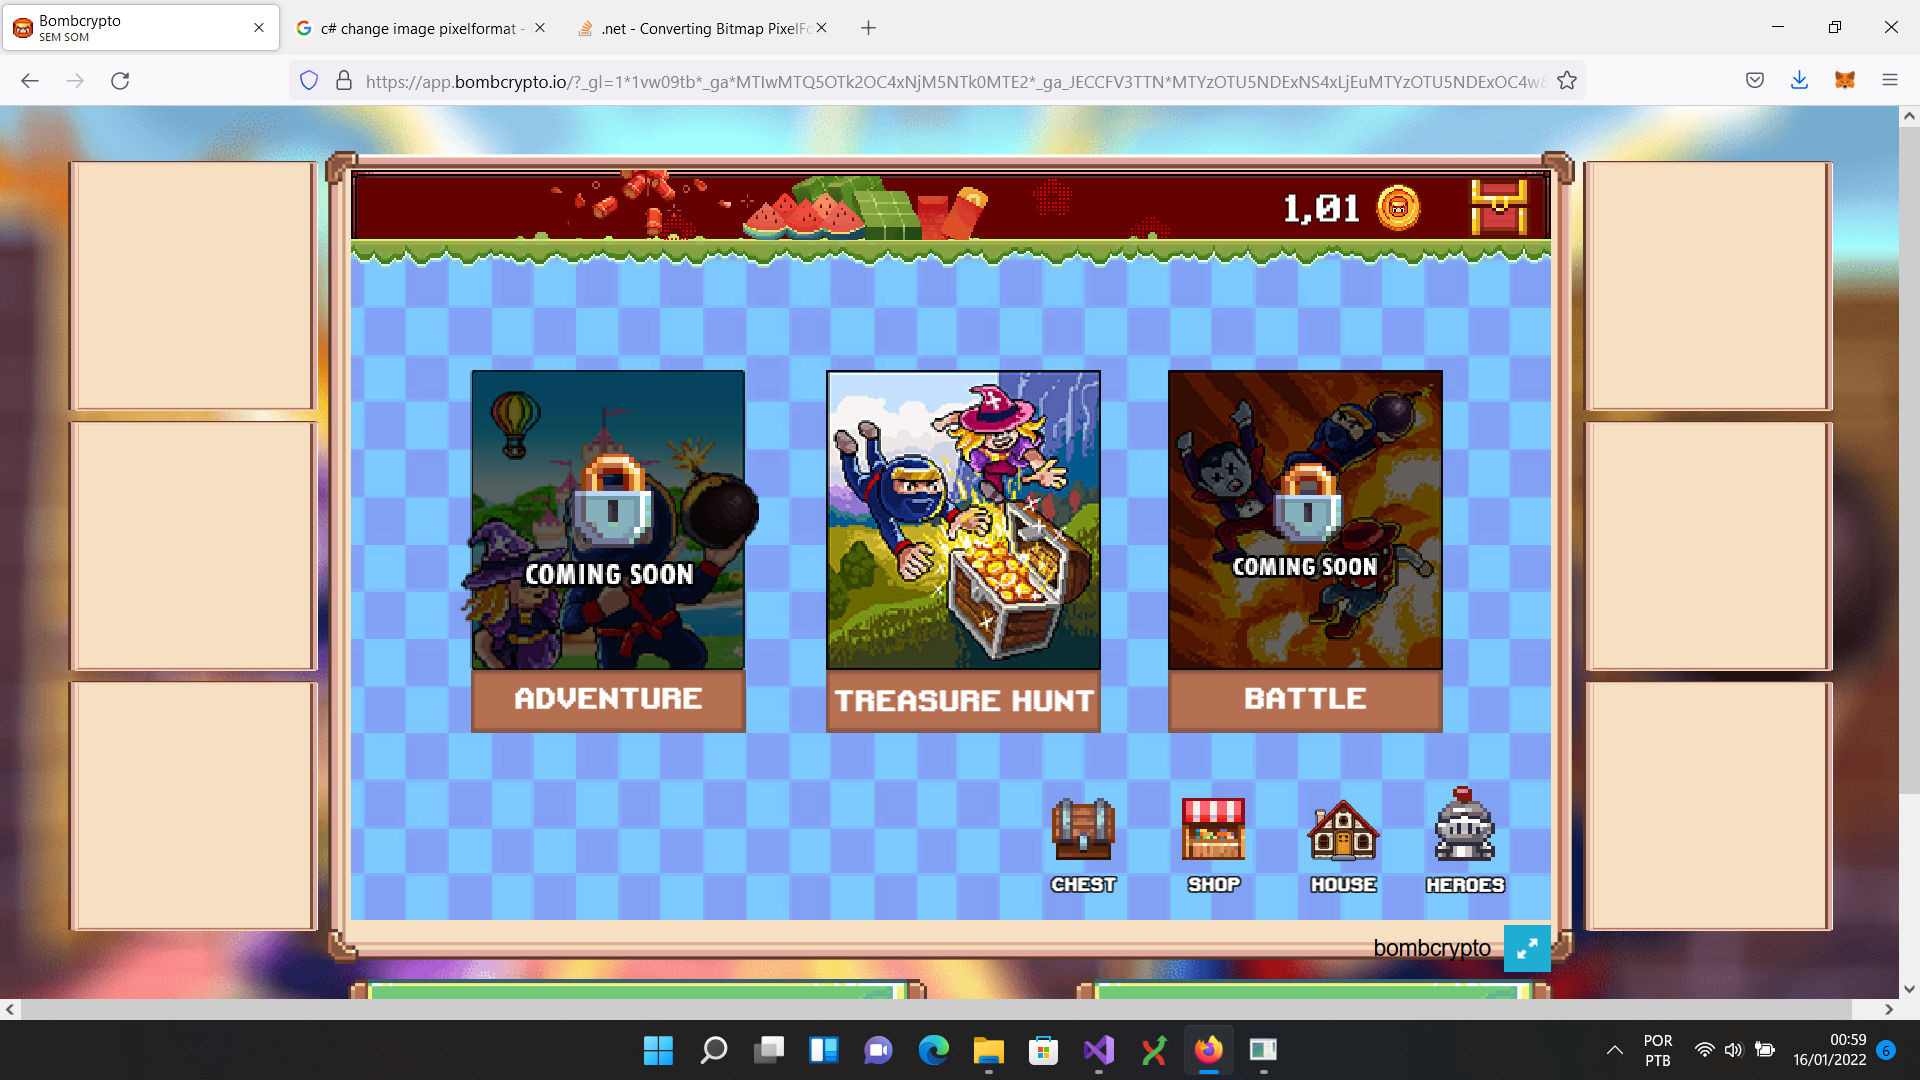 Bombcrypto
SEM SOM
c# change image pixelformat -
.net - Converting Bitmap PixelFo
https://app.bombcrypto.io/?_gl=1*1vw09tb*_ga*MTIwMTQ5OTk2OC4xNjM5NTk0MTE2*_ga_JECCFV3TTN*MTYzOTU5NDExNS4xLjEuMTYzOTU5NDExOC4w
1,01
COMING SOON
COMING SOON
ADVENTURE
TREASURE HUNT
BATTLE
CHEST
SHOP
HOUSE
HEROES
bombcrypto
POR
PTB
00:59
16/01/2022
6